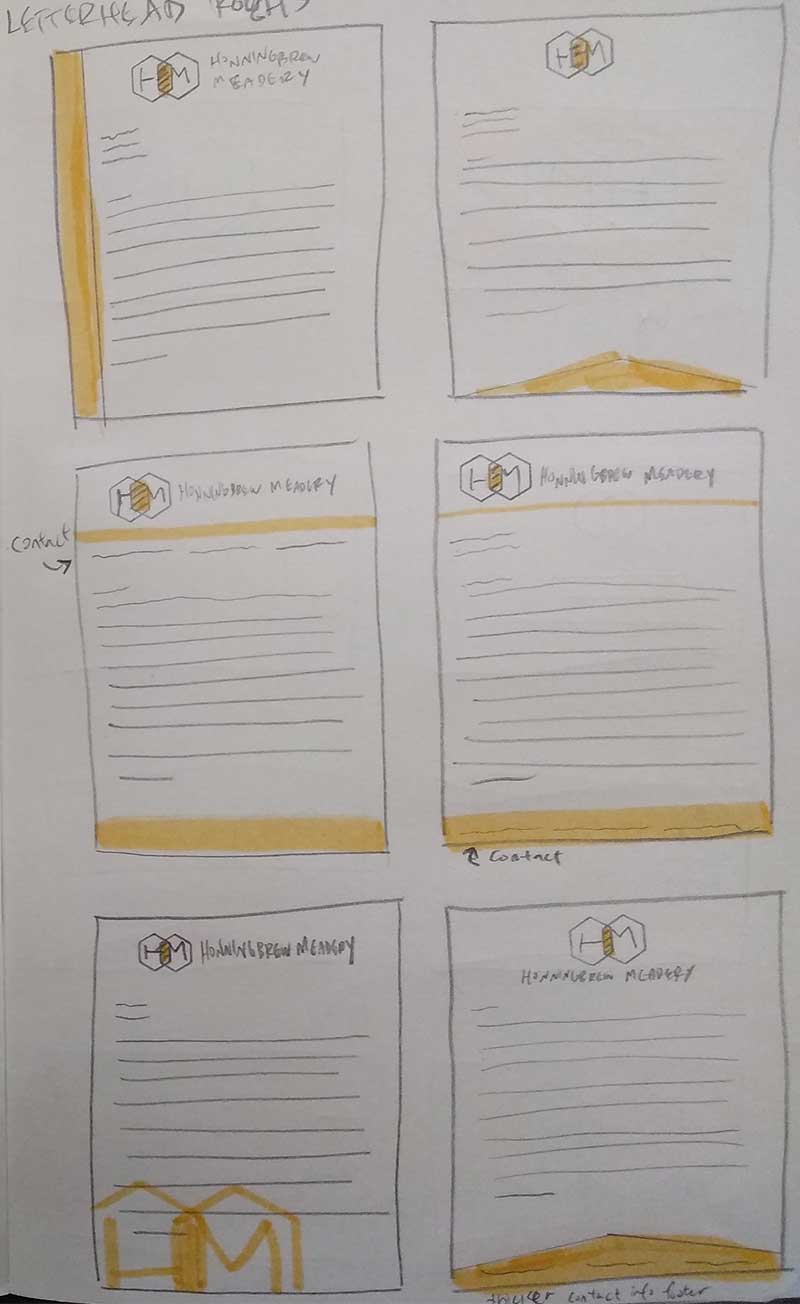 LETTERHEAD ROUGHS
HM HONNINGBREW
MEADERY
HM
HM HONNINGBREW MEADERY
Contact
HM HONNINGBREW MEADERY
Contact
HM HONNINGBREW MEADERY
HM
HM
HONNINGBREW MEADERY
thicker contact info footer